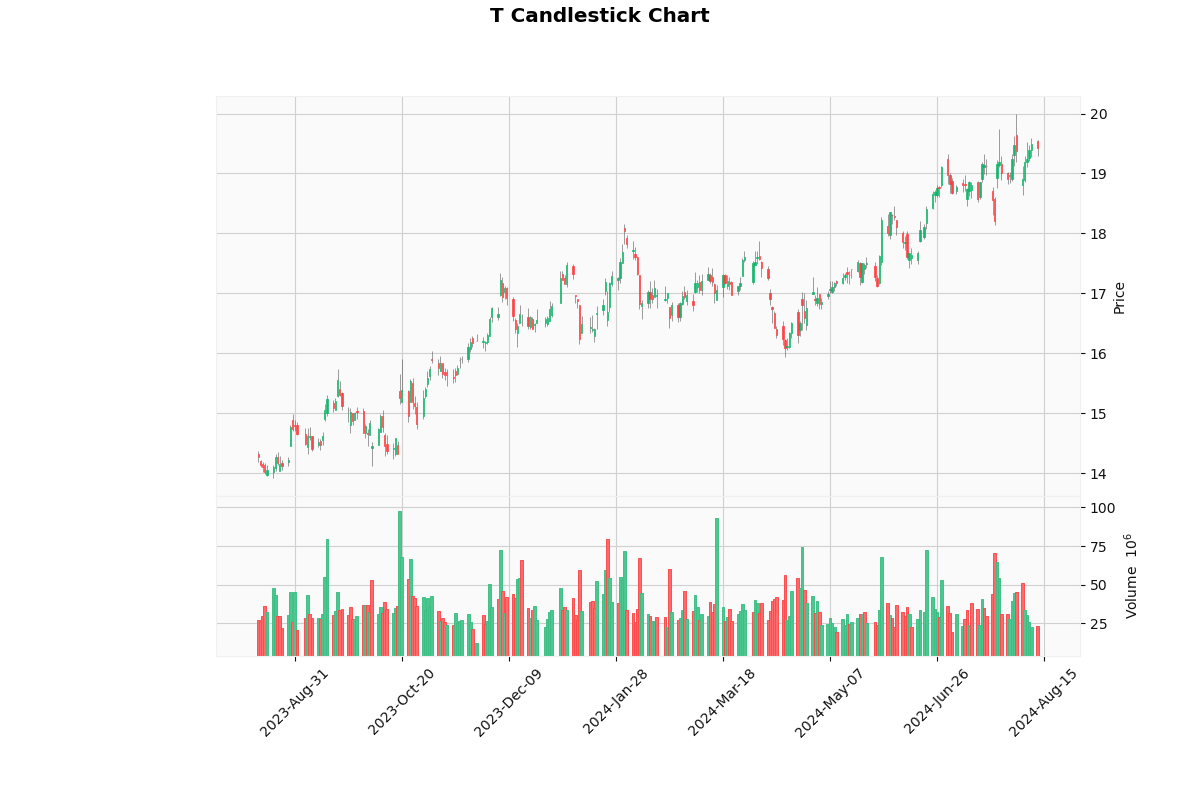 T Candlestick Chart
20
19
18
17
16
15
14
Price
100
75
50
25
Volume 10^6
2023-Aug-31
2023-Oct-20
2023-Dec-09
2024-Jan-28
2024-Mar-18
2024-May-07
2024-Jun-26
2024-Aug-15